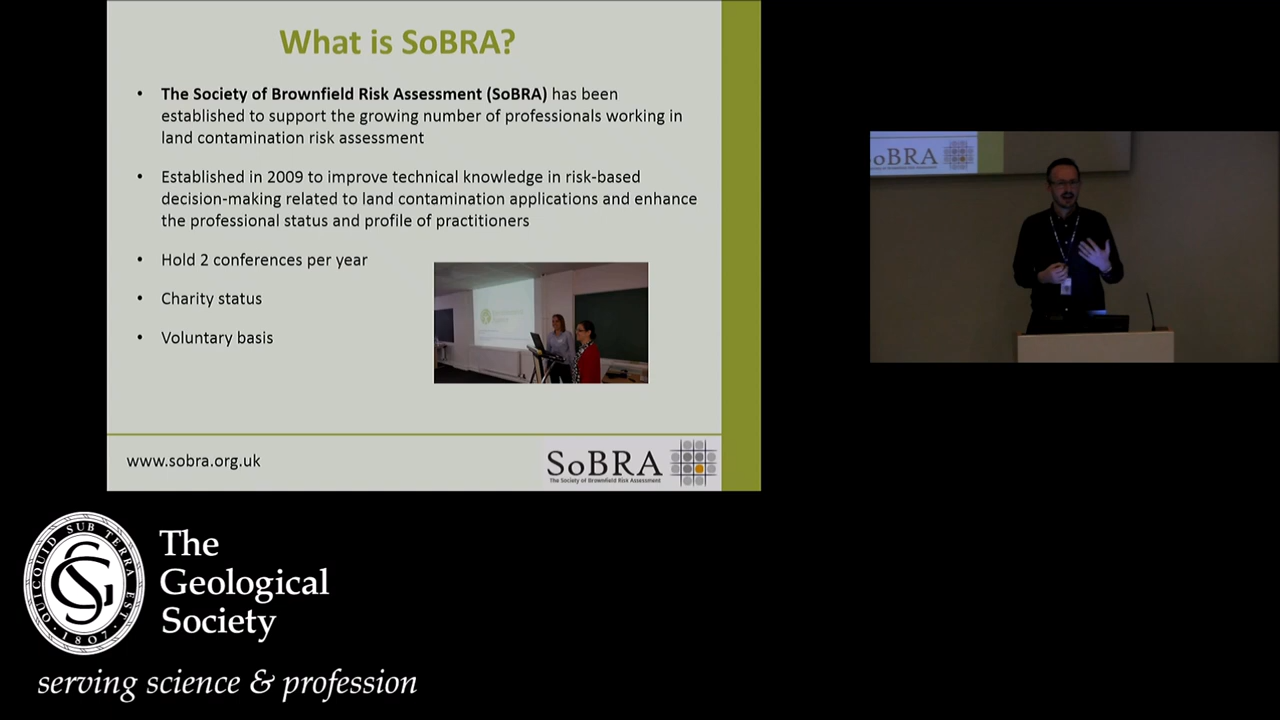 What is SoBRA?
• The Society of Brownfield Risk Assessment (SoBRA) has been
established to support the growing number of professionals working in
land contamination risk assessment
• Established in 2009 to improve technical knowledge in risk-based
decision-making related to land contamination applications and enhance
the professional status and profile of practitioners
• Hold 2 conferences per year
• Charity status
• Voluntary basis
www.sobra.org.uk
SoBRA
The Society of Brownfield Risk Assessment
oBRA
QUICQUID SUB TERRA EST
· 1807 ·
GS
The
Geological
Society
serving science & profession